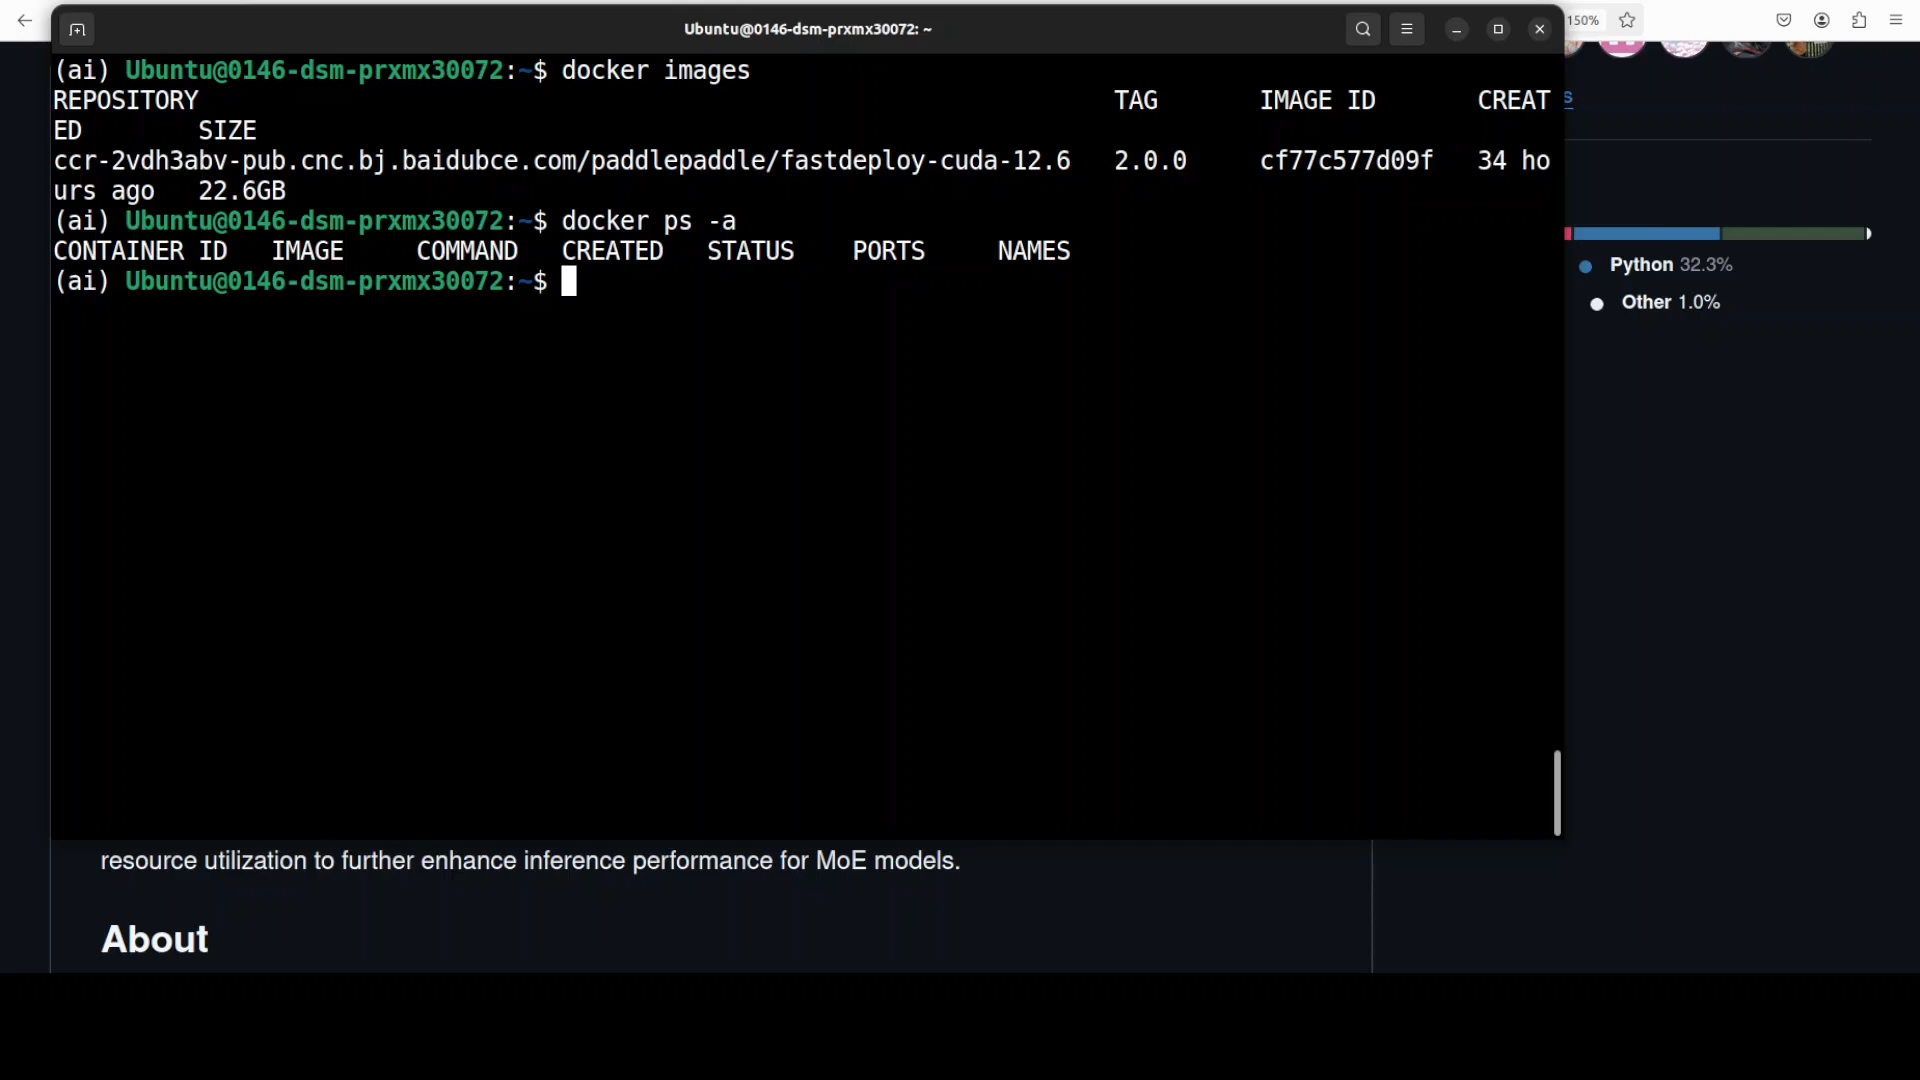 Ubuntu@0146-dsm-prxmx30072: ~
150%
(ai) Ubuntu@0146-dsm-prxmx30072:~$ docker images
REPOSITORY TAG IMAGE ID CREAT
ED SIZE
ccr-2vdh3abv-pub.cnc.bj.baidubce.com/paddlepaddle/fastdeploy-cuda-12.6 2.0.0 cf77c577d09f 34 ho
urs ago 22.6GB
(ai) Ubuntu@0146-dsm-prxmx30072:~$ docker ps -a
CONTAINER ID IMAGE COMMAND CREATED STATUS PORTS NAMES
(ai) Ubuntu@0146-dsm-prxmx30072:~$
s
Python 32.3%
Other 1.0%
resource utilization to further enhance inference performance for MoE models.
About